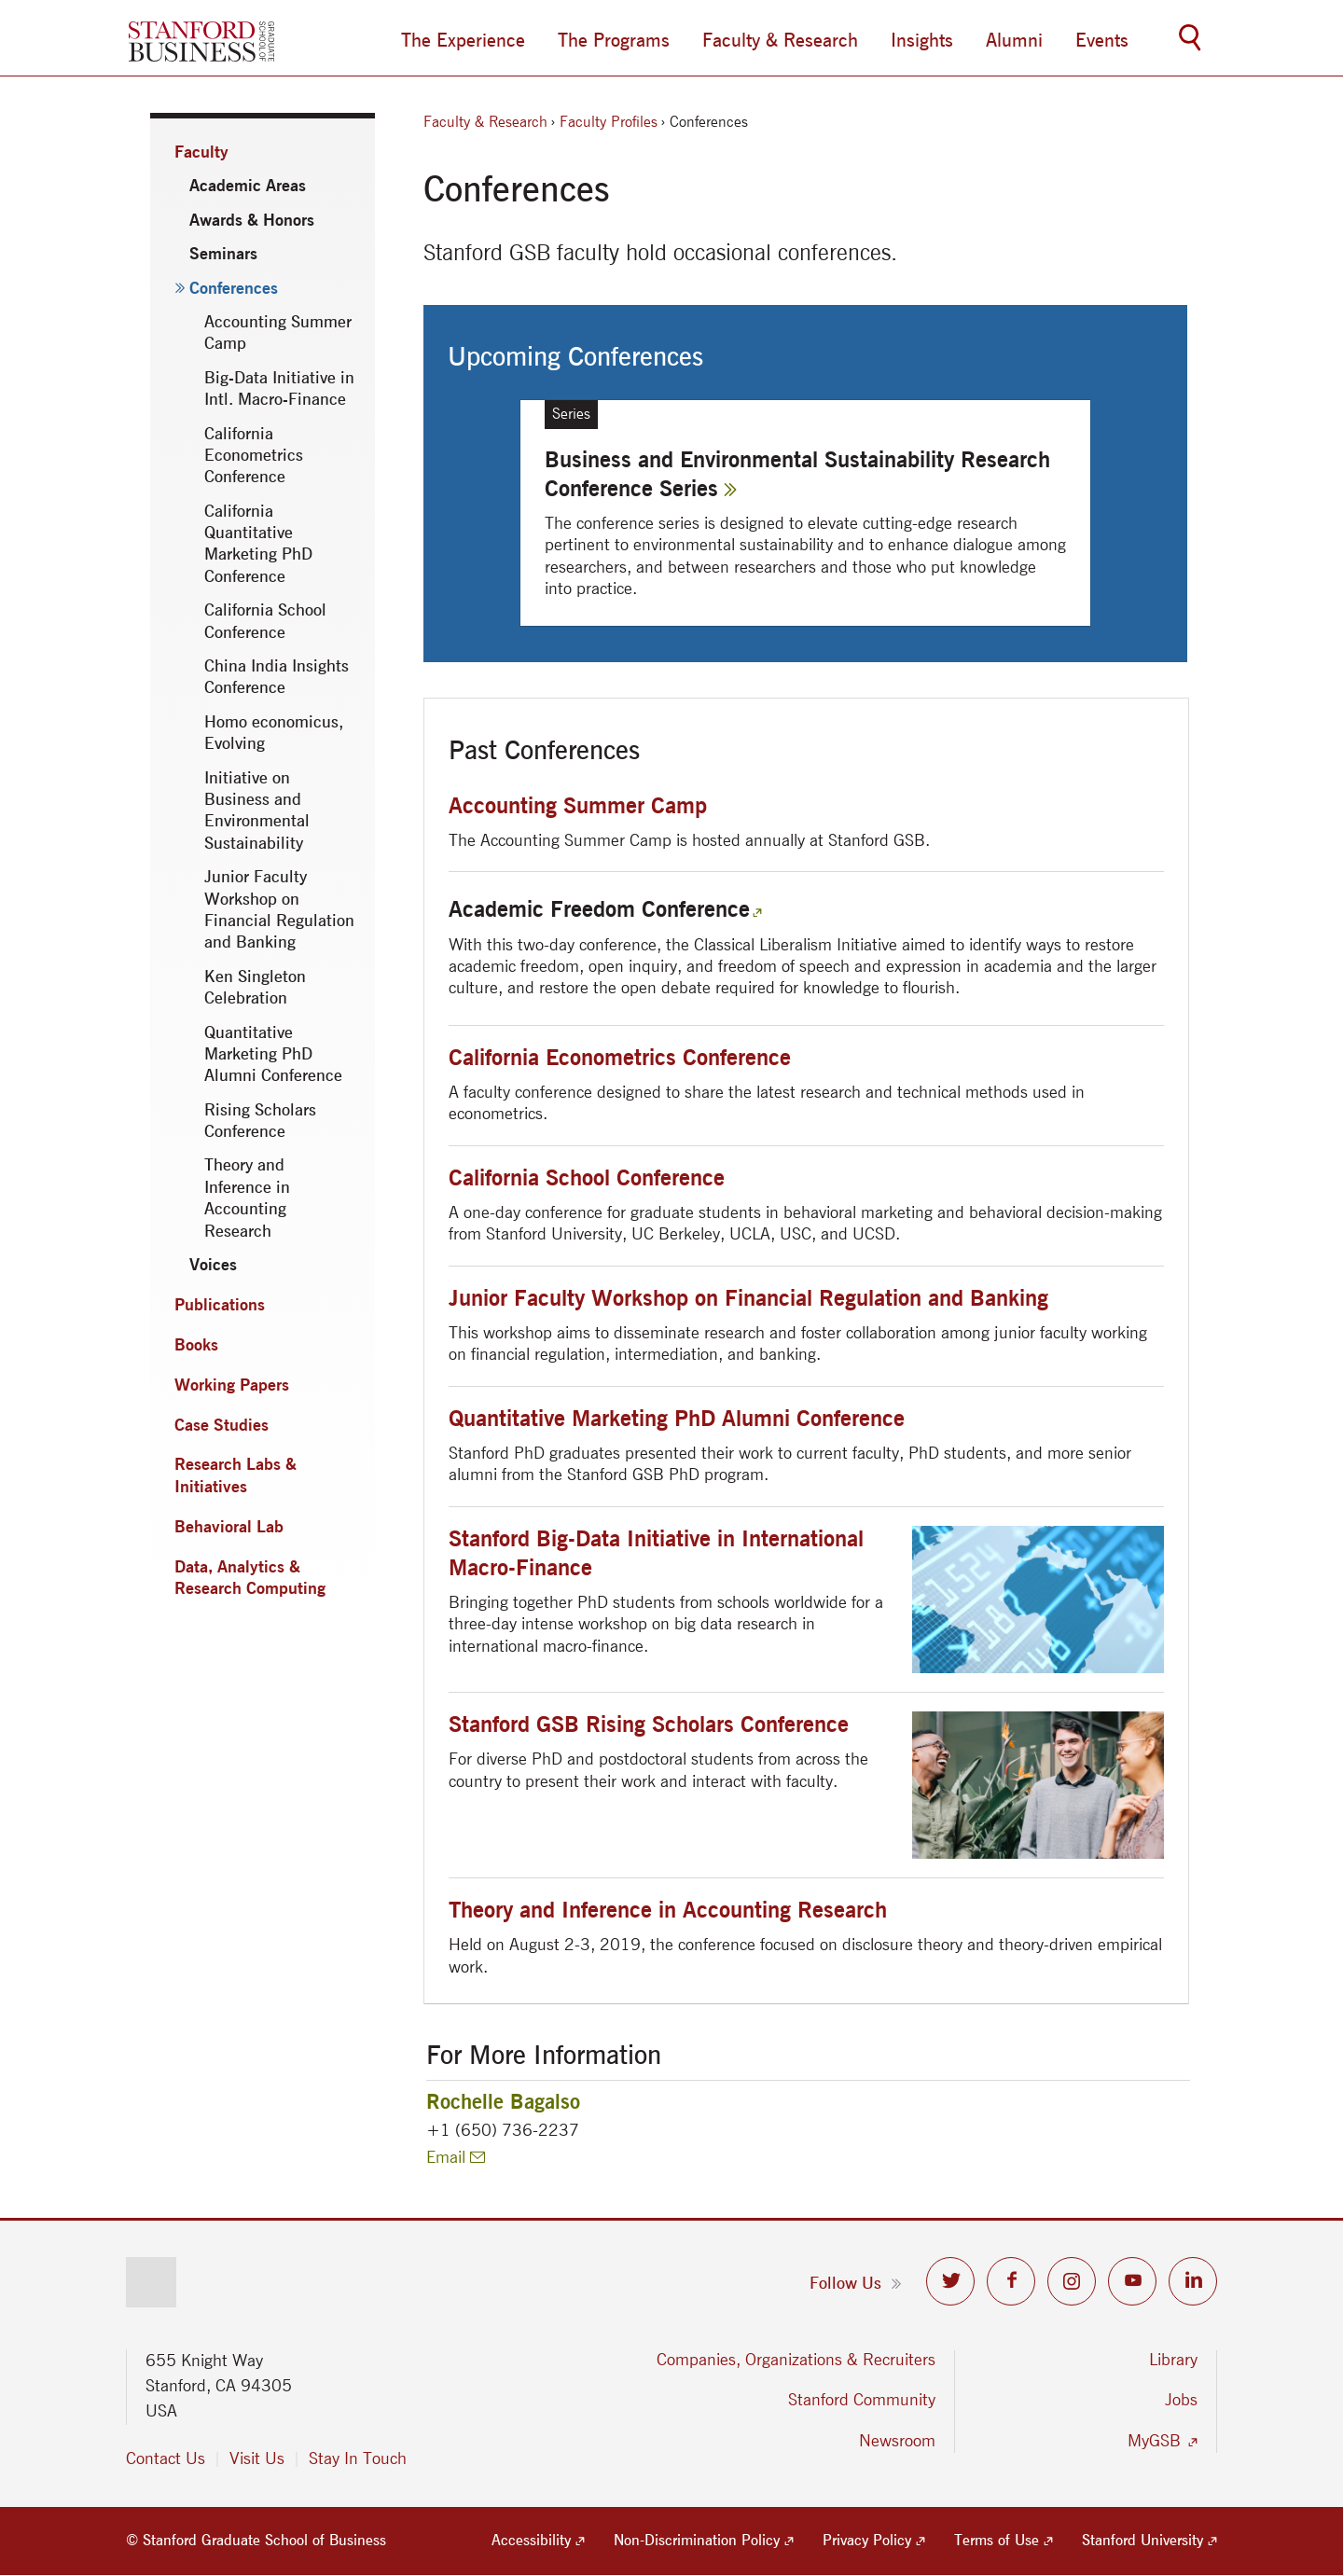 STANFORD
BUSINESS
GRADUATE
SCHOOL OF
The Experience
The Programs
Faculty & Research
Insights
Alumni
Events
Faculty
Academic Areas
Awards & Honors
Seminars
Conferences
Accounting Summer
Camp
Big-Data Initiative in
Intl. Macro-Finance
California
Econometrics
Conference
California
Quantitative
Marketing PhD
Conference
California School
Conference
China India Insights
Conference
Homo economicus,
Evolving
Initiative on
Business and
Environmental
Sustainability
Junior Faculty
Workshop on
Financial Regulation
and Banking
Ken Singleton
Celebration
Quantitative
Marketing PhD
Alumni Conference
Rising Scholars
Conference
Theory and
Inference in
Accounting
Research
Voices
Publications
Books
Working Papers
Case Studies
Research Labs &
Initiatives
Behavioral Lab
Data, Analytics &
Research Computing
Faculty & Research › Faculty Profiles › Conferences
Conferences
Stanford GSB faculty hold occasional conferences.
Upcoming Conferences
Series
Business and Environmental Sustainability Research
Conference Series
The conference series is designed to elevate cutting-edge research
pertinent to environmental sustainability and to enhance dialogue among
researchers, and between researchers and those who put knowledge
into practice.
Past Conferences
Accounting Summer Camp
The Accounting Summer Camp is hosted annually at Stanford GSB.
Academic Freedom Conference
With this two-day conference, the Classical Liberalism Initiative aimed to identify ways to restore
academic freedom, open inquiry, and freedom of speech and expression in academia and the larger
culture, and restore the open debate required for knowledge to flourish.
California Econometrics Conference
A faculty conference designed to share the latest research and technical methods used in
econometrics.
California School Conference
A one-day conference for graduate students in behavioral marketing and behavioral decision-making
from Stanford University, UC Berkeley, UCLA, USC, and UCSD.
Junior Faculty Workshop on Financial Regulation and Banking
This workshop aims to disseminate research and foster collaboration among junior faculty working
on financial regulation, intermediation, and banking.
Quantitative Marketing PhD Alumni Conference
Stanford PhD graduates presented their work to current faculty, PhD students, and more senior
alumni from the Stanford GSB PhD program.
Stanford Big-Data Initiative in International
Macro-Finance
Bringing together PhD students from schools worldwide for a
three-day intense workshop on big data research in
international macro-finance.
Stanford GSB Rising Scholars Conference
For diverse PhD and postdoctoral students from across the
country to present their work and interact with faculty.
Theory and Inference in Accounting Research
Held on August 2-3, 2019, the conference focused on disclosure theory and theory-driven empirical
work.
For More Information
Rochelle Bagalso
+1 (650) 736-2237
Email
Follow Us
655 Knight Way
Stanford, CA 94305
USA
Contact Us | Visit Us | Stay In Touch
Companies, Organizations & Recruiters
Stanford Community
Newsroom
Library
Jobs
MyGSB
© Stanford Graduate School of Business
Accessibility
Non-Discrimination Policy
Privacy Policy
Terms of Use
Stanford University